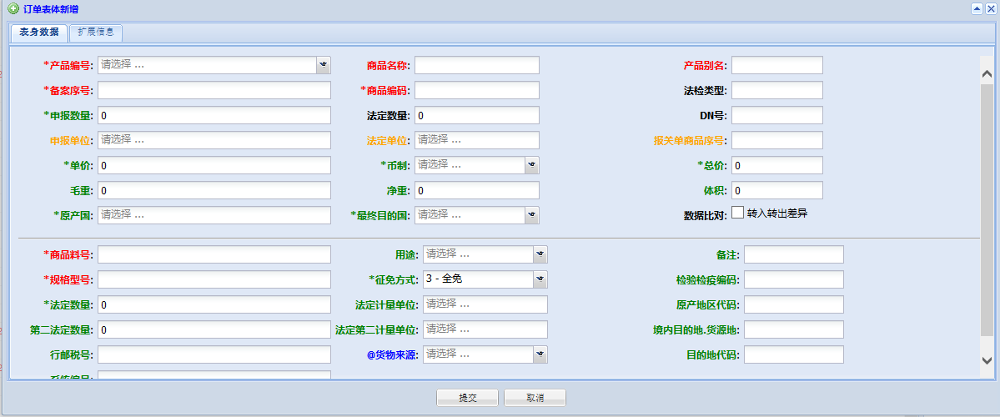 订单表体新增
表身数据 扩展信息
*产品编号: 请选择 ... 商品名称: 产品别名:
*备案序号: *商品编码: 法检类型:
*申报数量: 0 法定数量: 0 DN号:
申报单位: 请选择 ... 法定单位: 请选择 ... 报关单商品序号:
*单价: 0 *币制: 请选择 ... *总价: 0
毛重: 0 净重: 0 体积: 0
*原产国: 请选择 ... *最终目的国: 请选择 ... 数据比对: 转入转出差异
*商品料号: 用途: 请选择 ... 备注:
*规格型号: *征免方式: 3 - 全免 检验检疫编码:
*法定数量: 0 法定计量单位: 请选择 ... 原产地区代码:
第二法定数量: 0 法定第二计量单位: 请选择 ... 境内目的地.货源地:
行邮税号: @货物来源: 请选择 ... 目的地代码:
提交 取消